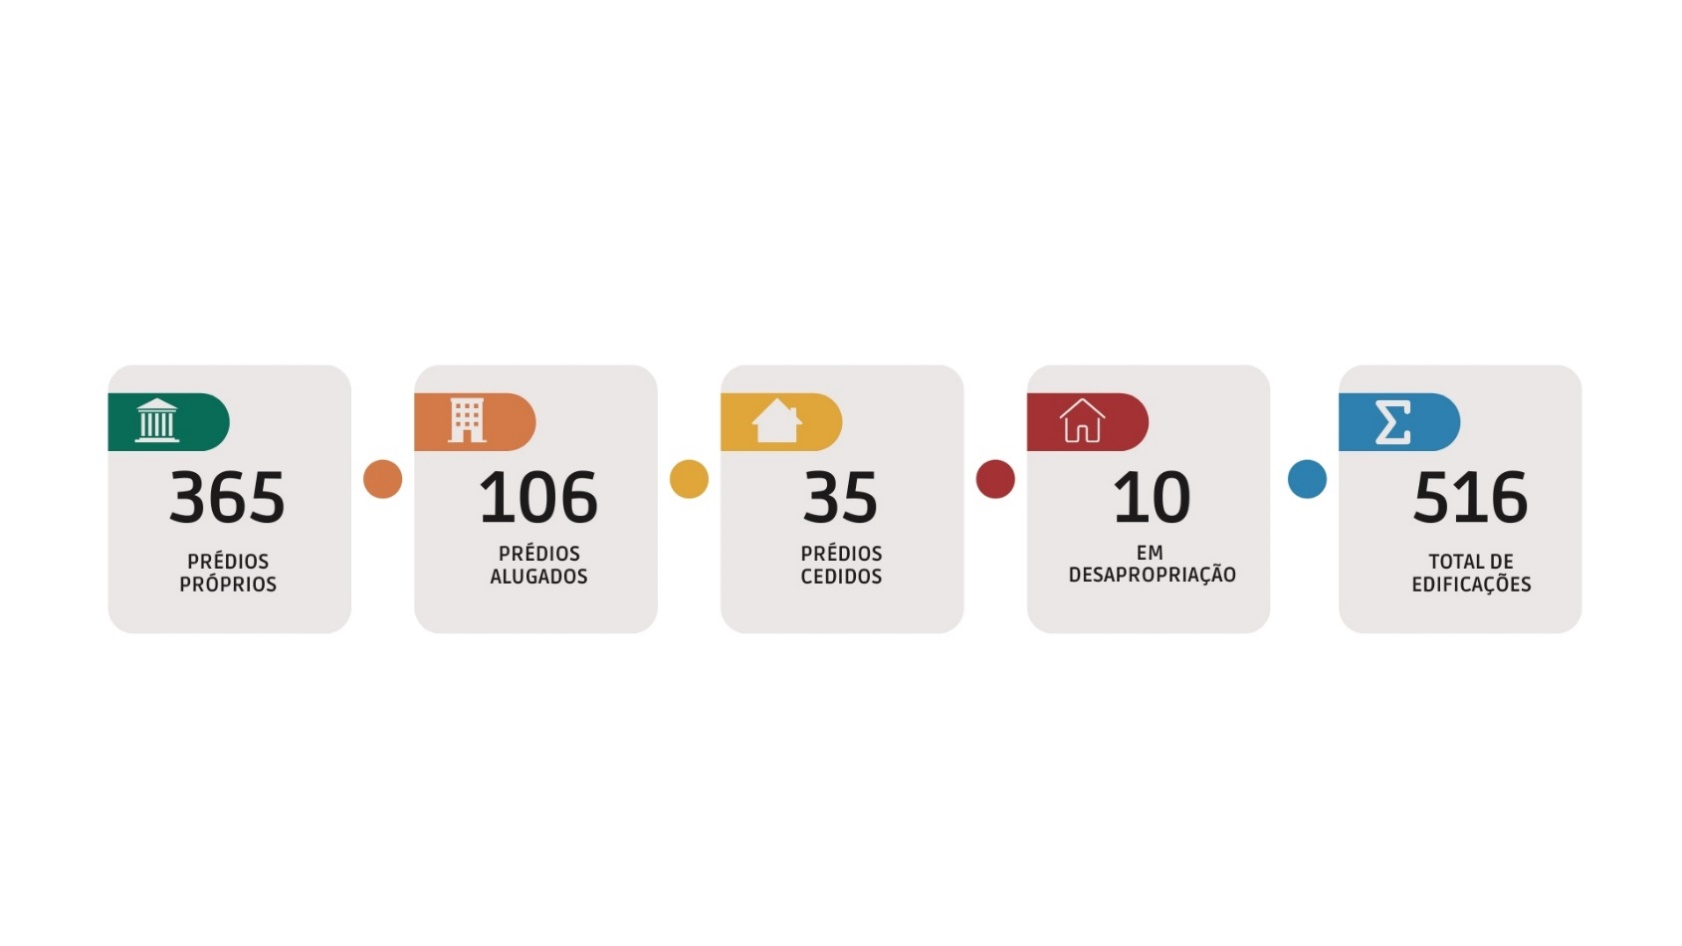 365
PRÉDIOS
PRÓPRIOS
106
PRÉDIOS
ALUGADOS
35
PRÉDIOS
CEDIDOS
10
EM
DESAPROPRIAÇÃO
Σ
516
TOTAL DE
EDIFICAÇÕES